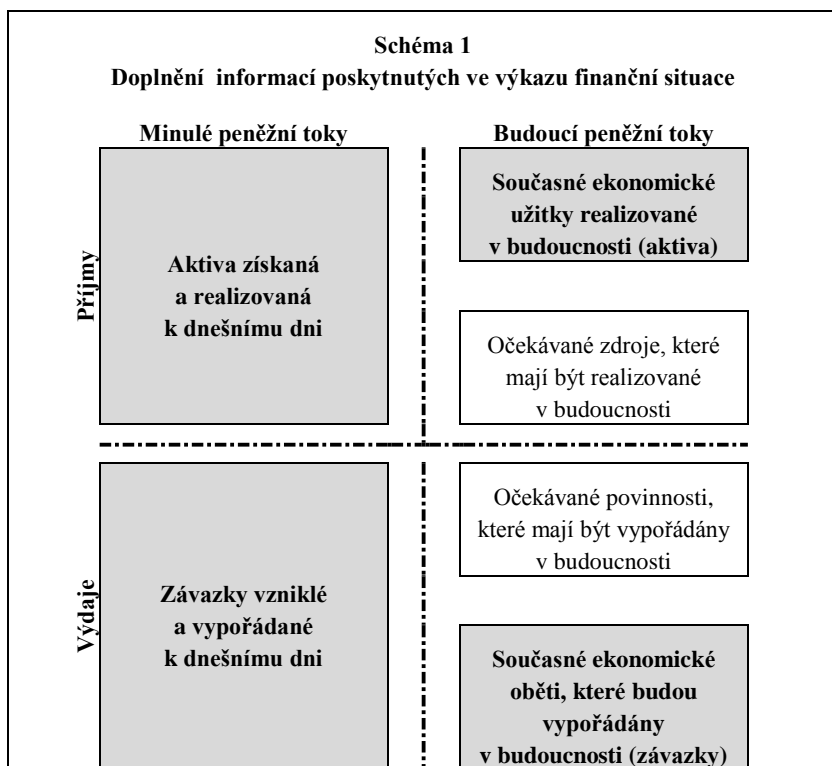 Schéma 1
Doplnění informací poskytnutých ve výkazu finanční situace
Minulé peněžní toky
Budoucí peněžní toky
Příjmy
Aktiva získaná
a realizovaná
k dnešnímu dni
Současné ekonomické
užitky realizované
v budoucnosti (aktiva)
Očekávané zdroje, které
mají být realizované
v budoucnosti
Výdaje
Závazky vzniklé
a vypořádané
k dnešnímu dni
Očekávané povinnosti,
které mají být vypořádány
v budoucnosti
Současné ekonomické
oběti, které budou
vypořádány
v budoucnosti (závazky)